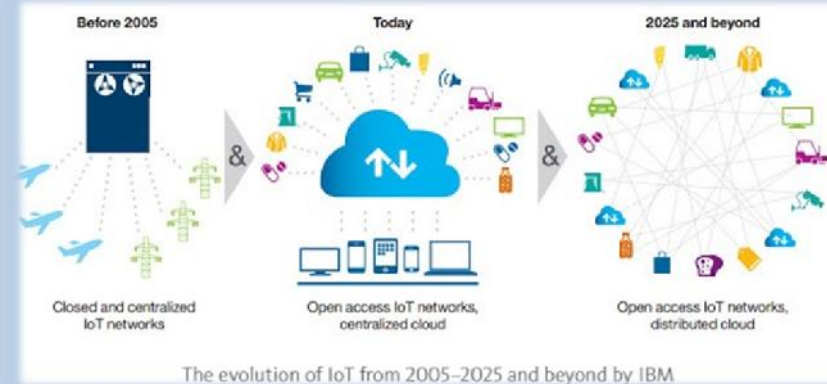 Before 2005
Today
2025 and beyond
&
&
Closed and centralized
IoT networks
Open access IoT networks,
centralized cloud
Open access IoT networks,
distributed cloud
The evolution of IoT from 2005–2025 and beyond by IBM